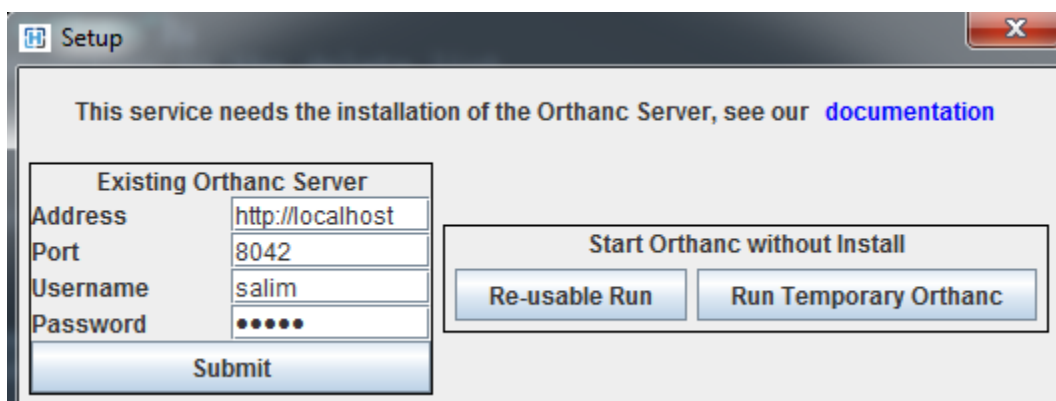 Setup
This service needs the installation of the Orthanc Server, see our documentation
Existing Orthanc Server
Address http://localhost
Port 8042
Username salim
Password •••••
Submit
Start Orthanc without Install
Re-usable Run Run Temporary Orthanc